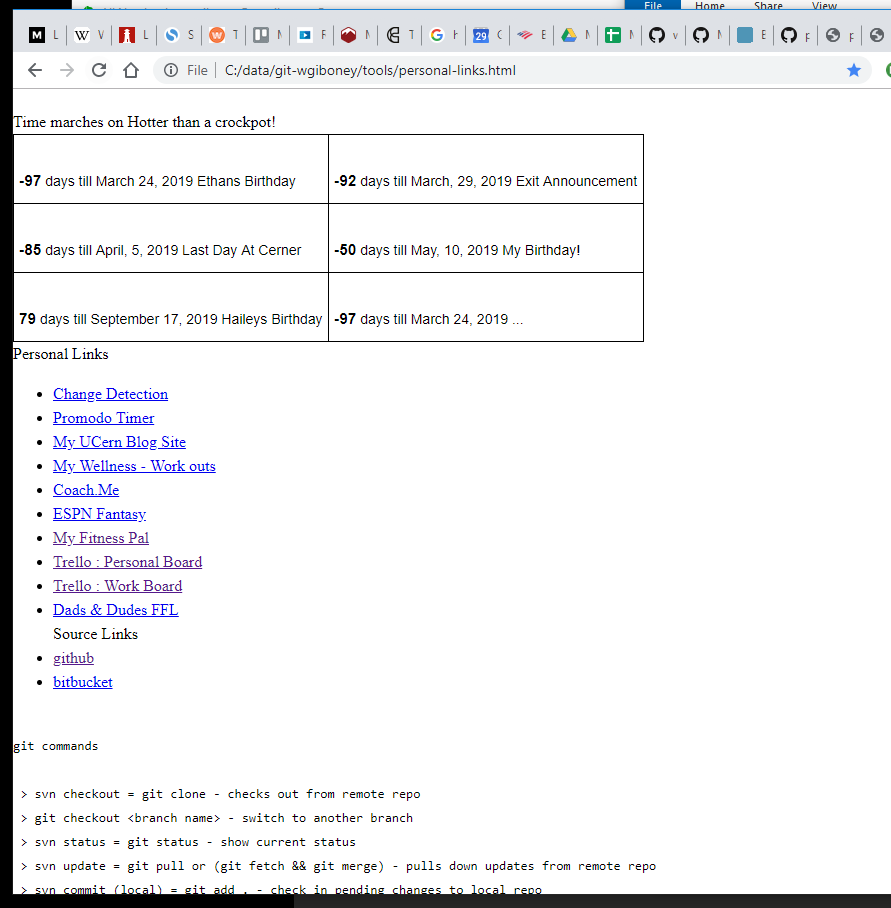 File Home Share View
M L W W L S T M F M T G H 29 C E M M v M E p p
File | C:/data/git-wgiboney/tools/personal-links.html
Time marches on Hotter than a crockpot!
-97 days till March 24, 2019 Ethans Birthday -92 days till March, 29, 2019 Exit Announcement
-85 days till April, 5, 2019 Last Day At Cerner -50 days till May, 10, 2019 My Birthday!
79 days till September 17, 2019 Haileys Birthday -97 days till March 24, 2019 ...
Personal Links
Change Detection
Promodo Timer
My UCern Blog Site
My Wellness - Work outs
Coach.Me
ESPN Fantasy
My Fitness Pal
Trello : Personal Board
Trello : Work Board
Dads & Dudes FFL
Source Links
github
bitbucket
git commands
> svn checkout = git clone - checks out from remote repo
> git checkout <branch name> - switch to another branch
> svn status = git status - show current status
> svn update = git pull or (git fetch && git merge) - pulls down updates from remote repo
> svn commit (local) = git add . - check in pending changes to local repo